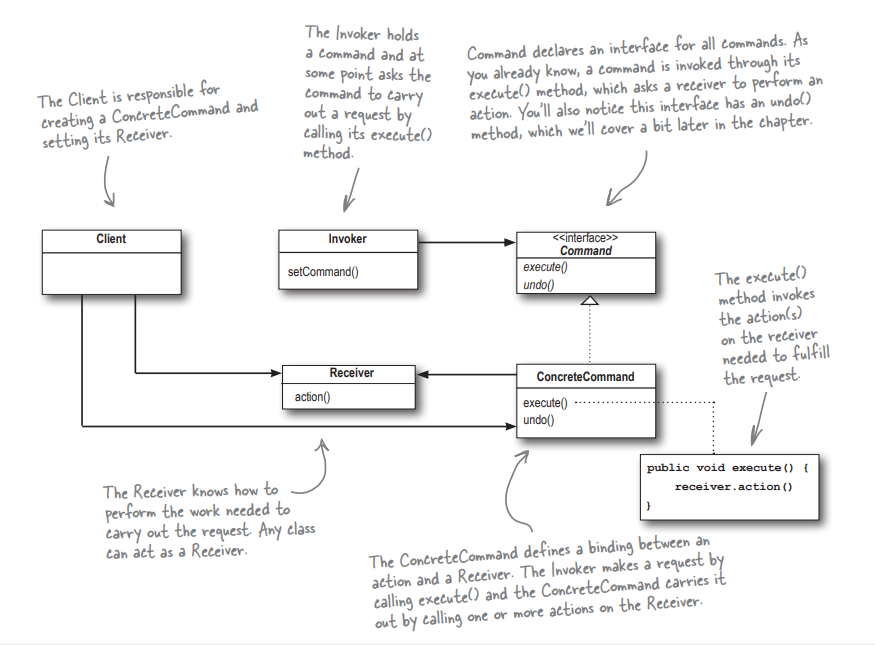 The Client is responsible for
creating a ConcreteCommand and
setting its Receiver.
The Invoker holds
a command and at
some point asks the
command to carry
out a request by
calling its execute()
method.
Command declares an interface for all commands. As
you already know, a command is invoked through its
execute() method, which asks a receiver to perform an
action. You'll also notice this interface has an undo()
method, which we'll cover a bit later in the chapter.
Client
Invoker
setCommand()
<<interface>>
Command
execute()
undo()
The execute()
method invokes
the action(s)
on the receiver
needed to fulfill
the request.
Receiver
action()
ConcreteCommand
execute()
undo()
public void execute() {
receiver.action()
}
The Receiver knows how to
perform the work needed to
carry out the request. Any class
can act as a Receiver.
The ConcreteCommand defines a binding between an
action and a Receiver. The Invoker makes a request by
calling execute() and the ConcreteCommand carries it
out by calling one or more actions on the Receiver.